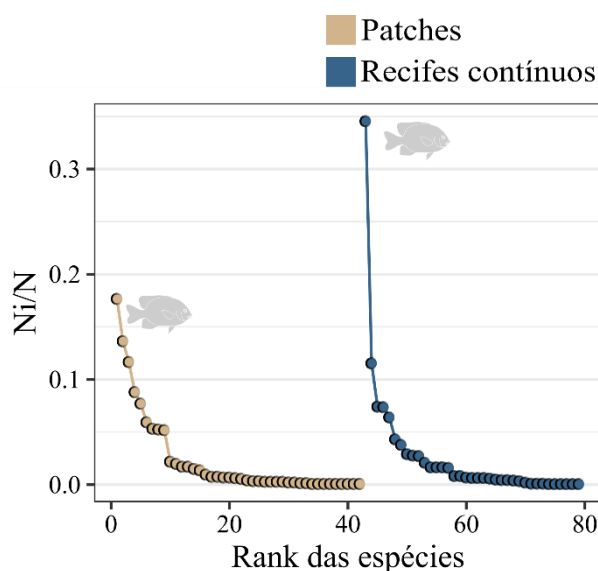 Patches
Recifes contínuos
Ni/N
0.3
0.2
0.1
0.0
0 20 40 60 80
Rank das espécies